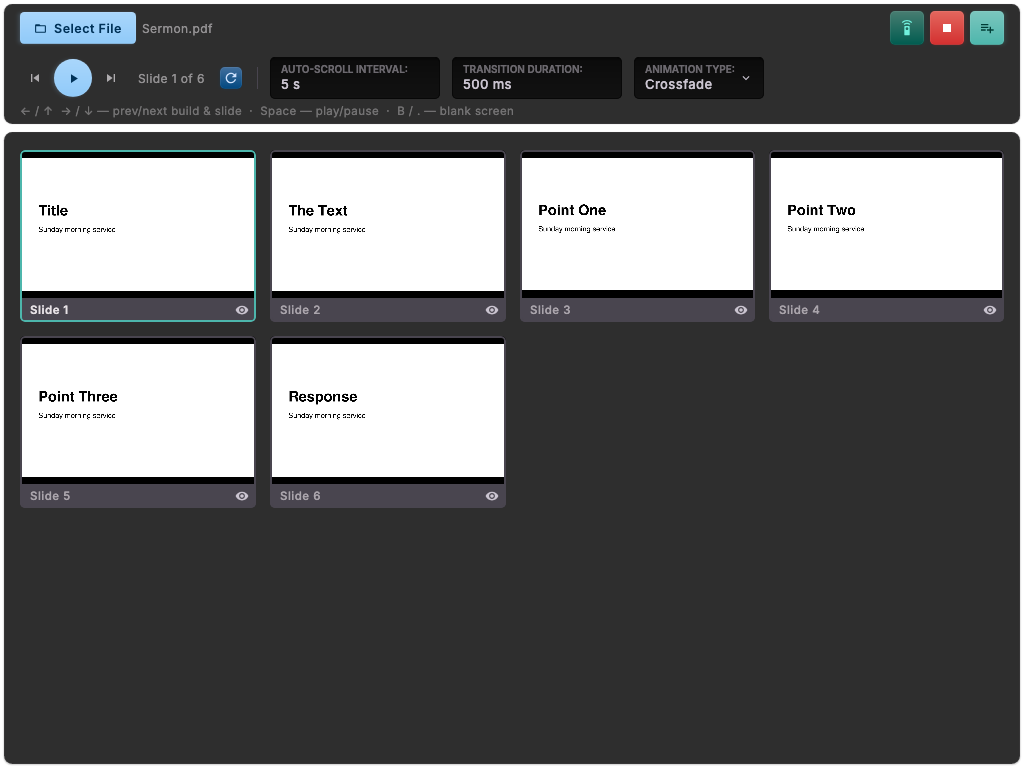 Select File Sermon.pdf
Slide 1 of 6
AUTO-SCROLL INTERVAL:
5 s
TRANSITION DURATION:
500 ms
ANIMATION TYPE:
Crossfade
← / ↑ → / ↓ — prev/next build & slide · Space — play/pause · B / . — blank screen
Title
Sunday morning service
Slide 1
The Text
Sunday morning service
Slide 2
Point One
Sunday morning service
Slide 3
Point Two
Sunday morning service
Slide 4
Point Three
Sunday morning service
Slide 5
Response
Sunday morning service
Slide 6